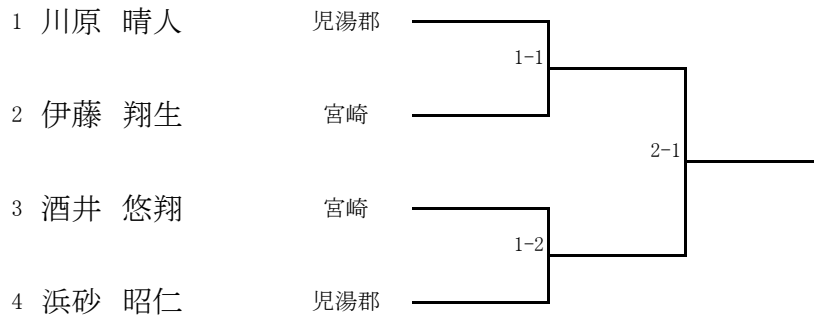 1 川原 晴人 児湯郡
1-1
2 伊藤 翔生 宮崎
2-1
3 酒井 悠翔 宮崎
1-2
4 浜砂 昭仁 児湯郡